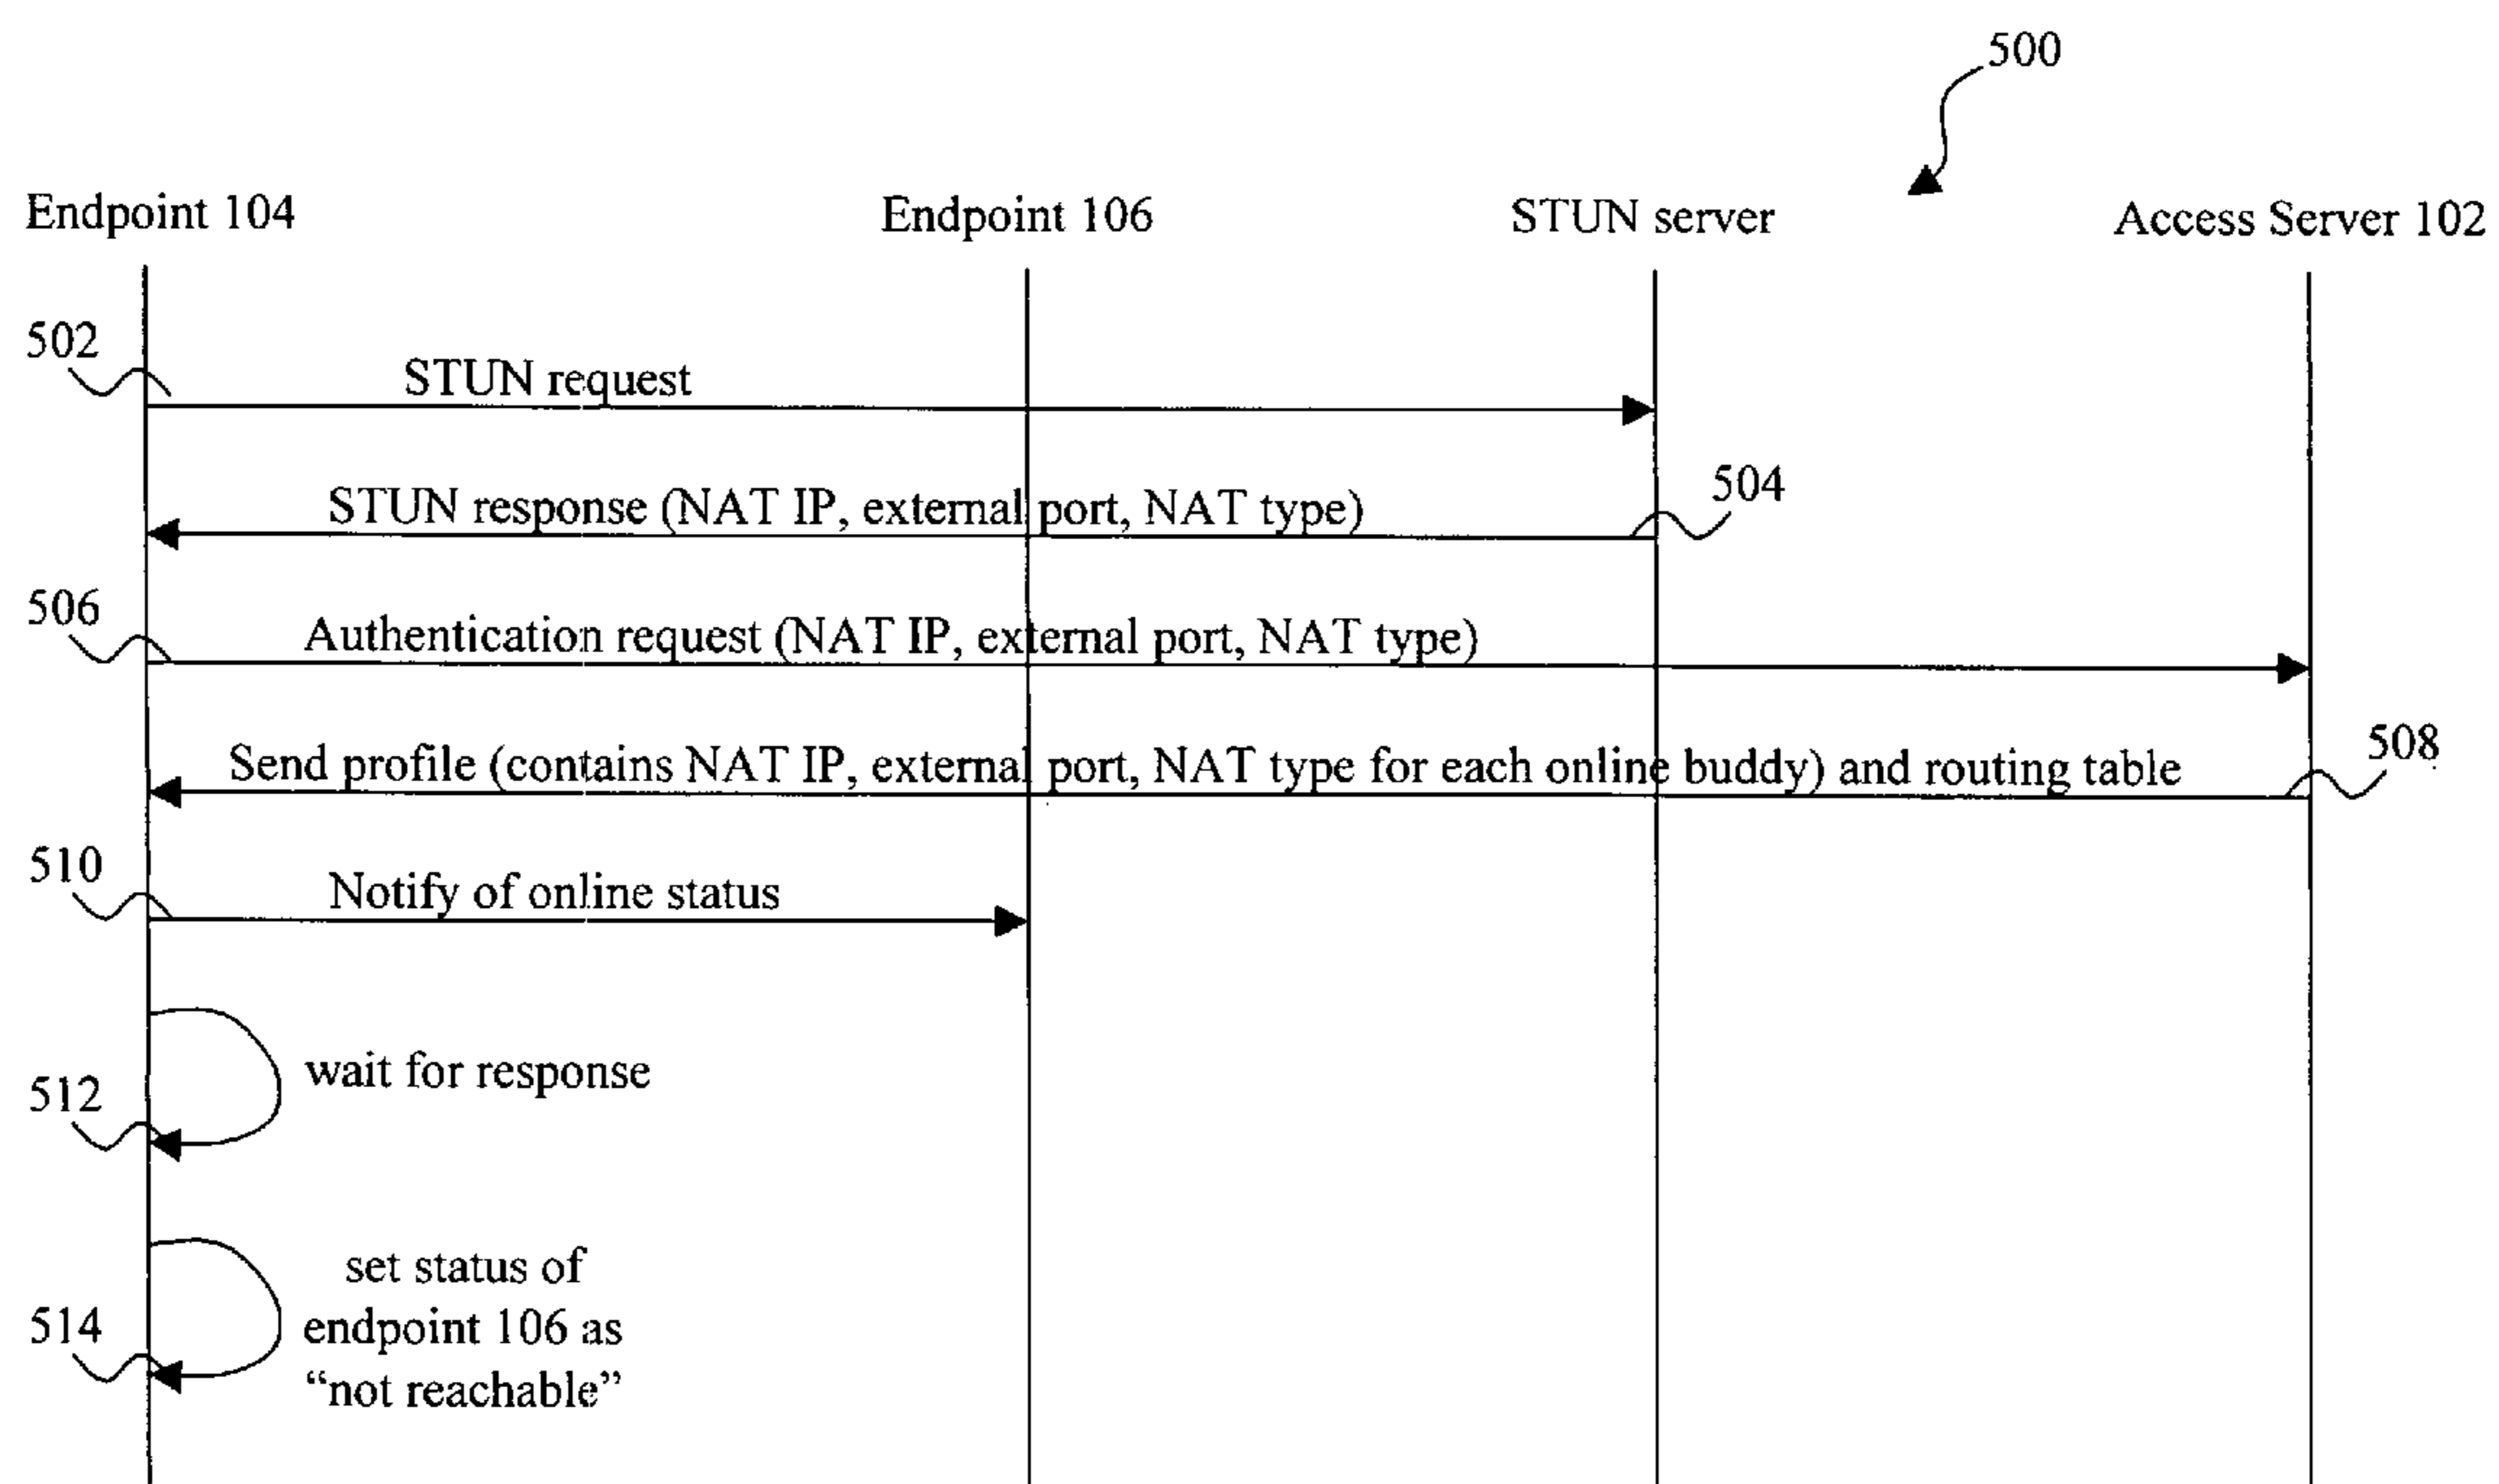 500
Endpoint 104
Endpoint 106
STUN server
Access Server 102
502
STUN request
STUN response (NAT IP, external port, NAT type)
504
506
Authentication request (NAT IP, external port, NAT type)
Send profile (contains NAT IP, external port, NAT type for each online buddy) and routing table
508
510
Notify of online status
wait for response
512
set status of
endpoint 106 as
“not reachable”
514